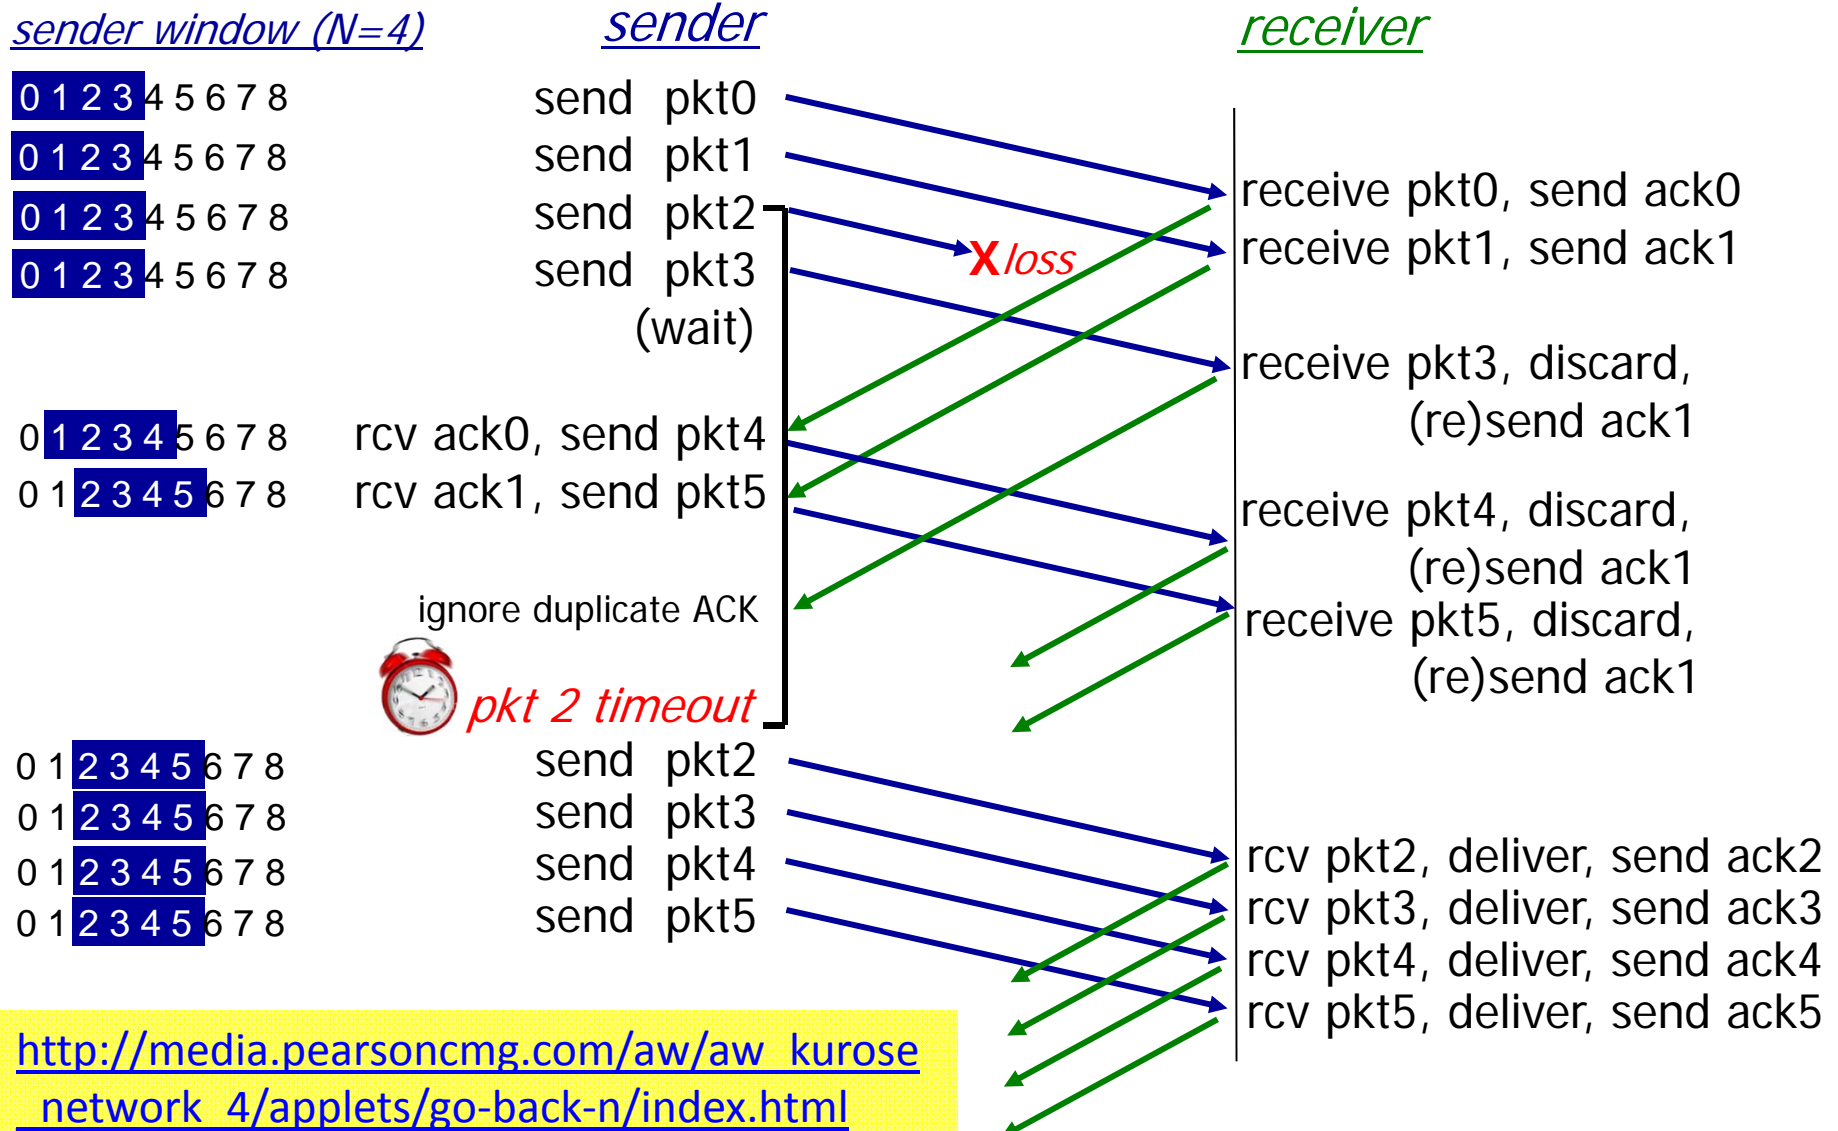 sender window (N=4) sender receiver
0 1 2 3 4 5 6 7 8 send pkt0
0 1 2 3 4 5 6 7 8 send pkt1
receive pkt0, send ack0
0 1 2 3 4 5 6 7 8 send pkt2
receive pkt1, send ack1
X loss
0 1 2 3 4 5 6 7 8 send pkt3
(wait)
receive pkt3, discard,
(re)send ack1
0 1 2 3 4 5 6 7 8 rcv ack0, send pkt4
0 1 2 3 4 5 6 7 8 rcv ack1, send pkt5
receive pkt4, discard,
(re)send ack1
ignore duplicate ACK
receive pkt5, discard,
(re)send ack1
pkt 2 timeout
0 1 2 3 4 5 6 7 8 send pkt2
0 1 2 3 4 5 6 7 8 send pkt3
0 1 2 3 4 5 6 7 8 send pkt4
0 1 2 3 4 5 6 7 8 send pkt5
rcv pkt2, deliver, send ack2
rcv pkt3, deliver, send ack3
rcv pkt4, deliver, send ack4
rcv pkt5, deliver, send ack5
http://media.pearsoncmg.com/aw/aw_kurose
_network_4/applets/go-back-n/index.html